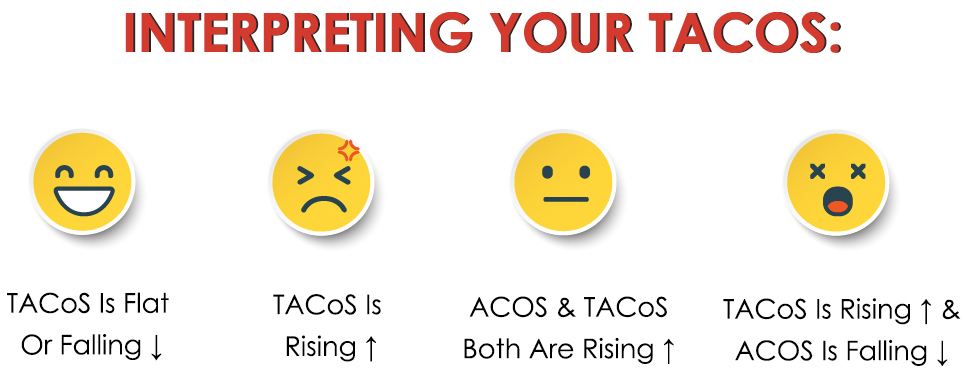 INTERPRETING YOUR TACOS:
TACoS Is Flat
Or Falling ↓
TACoS Is
Rising ↑
ACOS & TACoS
Both Are Rising ↑
TACoS Is Rising ↑ &
ACOS Is Falling ↓